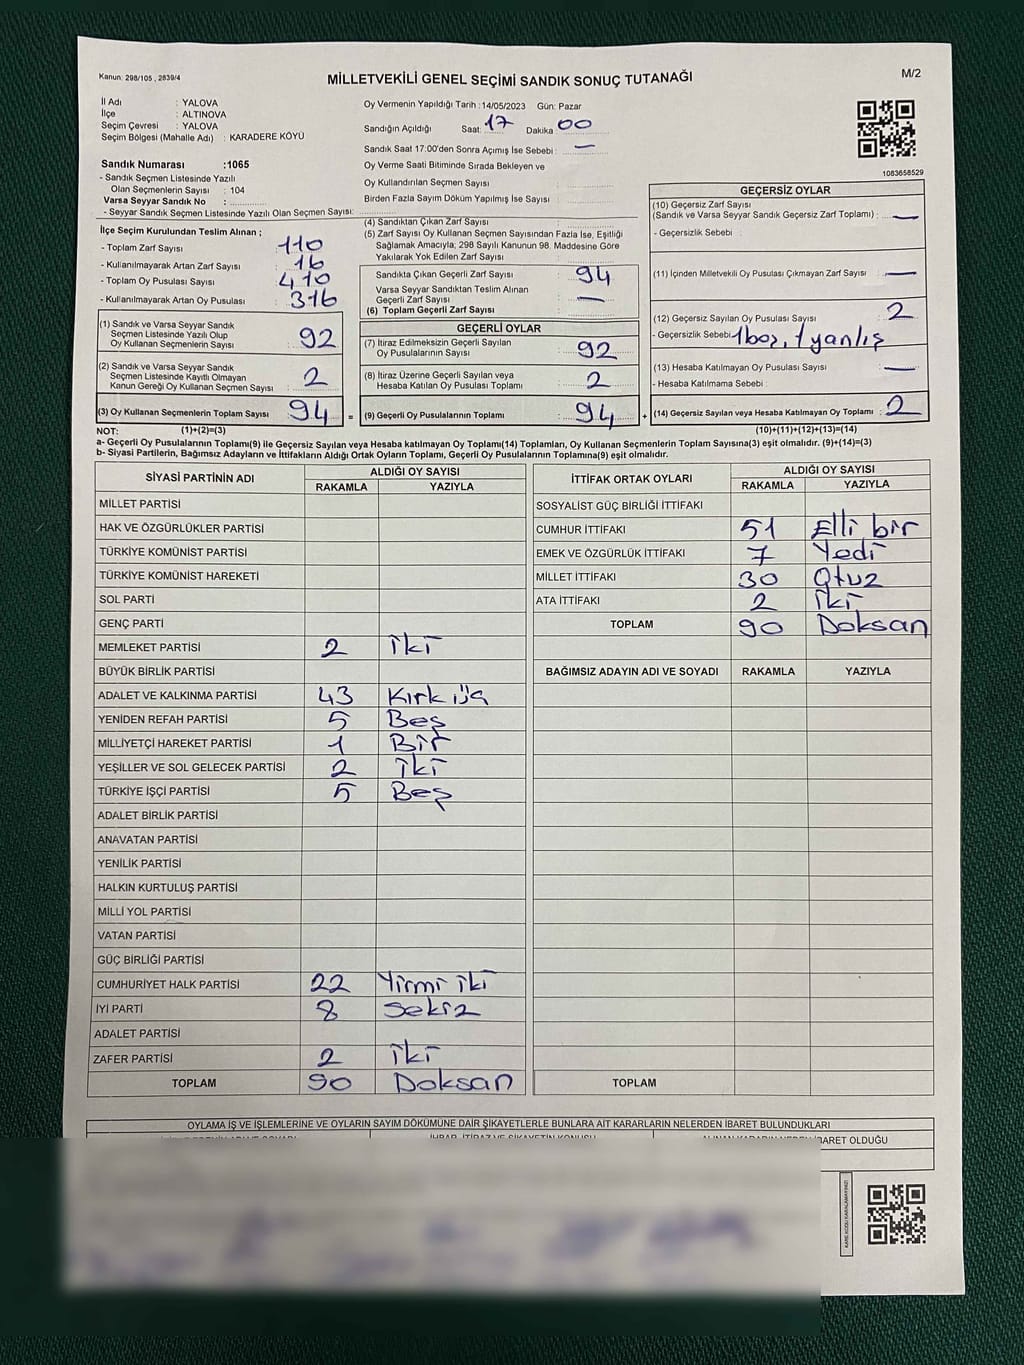 Kanun: 298/105 , 2839/4
MİLLETVEKİLİ GENEL SEÇİMİ SANDIK SONUÇ TUTANAĞI
M/2
İl Adı : YALOVA
İlçe : ALTINOVA
Seçim Çevresi : YALOVA
Seçim Bölgesi (Mahalle Adı) : KARADERE KÖYÜ
Sandık Numarası :1065
- Sandık Seçmen Listesinde Yazılı
Olan Seçmenlerin Sayısı : 104
Varsa Seyyar Sandık No :
- Seyyar Sandık Seçmen Listesinde Yazılı Olan Seçmen Sayısı:
Oy Vermenin Yapıldığı Tarih :14/05/2023 Gün: Pazar
Sandığın Açıldığı Saat: 17 Dakika : 00
Sandık Saat 17:00'den Sonra Açımış İse Sebebi : —
Oy Verme Saati Bitiminde Sırada Bekleyen ve
Oy Kullandırılan Seçmen Sayısı
Birden Fazla Sayım Döküm Yapılmış İse Sayısı
1083658529
İlçe Seçim Kurulundan Teslim Alınan ;
- Toplam Zarf Sayısı : 110
- Kullanılmayarak Artan Zarf Sayısı : 16
- Toplam Oy Pusulası Sayısı : 410
- Kullanılmayarak Artan Oy Pusulası : 316
(1) Sandık ve Varsa Seyyar Sandık
Seçmen Listesinde Yazılı Olup
Oy Kullanan Seçmenlerin Sayısı : 92
(2) Sandık ve Varsa Seyyar Sandık
Seçmen Listesinde Kayıtlı Olmayan
Kanun Gereği Oy Kullanan Seçmen Sayısı : 2
(3) Oy Kullanan Seçmenlerin Toplam Sayısı : 94 =
(4) Sandıktan Çıkan Zarf Sayısı :
(5) Zarf Sayısı Oy Kullanan Seçmen Sayısından Fazla İse, Eşitliği
Sağlamak Amacıyla; 298 Sayılı Kanunun 98. Maddesine Göre
Yakılarak Yok Edilen Zarf Sayısı :
Sandıkta Çıkan Geçerli Zarf Sayısı : 94
Varsa Seyyar Sandıktan Teslim Alınan
Geçerli Zarf Sayısı : —
(6) Toplam Geçerli Zarf Sayısı :
GEÇERLİ OYLAR
(7) İtiraz Edilmeksizin Geçerli Sayılan
Oy Pusulalarının Sayısı : 92
(8) İtiraz Üzerine Geçerli Sayılan veya
Hesaba Katılan Oy Pusulası Toplamı : 2
(9) Geçerli Oy Pusulalarının Toplamı : 94 +
GEÇERSİZ OYLAR
(10) Geçersiz Zarf Sayısı
(Sandık ve Varsa Seyyar Sandık Geçersiz Zarf Toplamı) : —
- Geçersizlik Sebebi :
(11) İçinden Milletvekili Oy Pusulası Çıkmayan Zarf Sayısı : —
(12) Geçersiz Sayılan Oy Pusulası Sayısı : 2
- Geçersizlik Sebebi : 1 boş, 1 yanlış
(13) Hesaba Katılmayan Oy Pusulası Sayısı : —
- Hesaba Katılmama Sebebi :
(14) Geçersiz Sayılan veya Hesaba Katılmayan Oy Pusulası Toplamı : 2
NOT: (1)+(2)=(3) (10)+(11)+(12)+(13)=(14)
a- Geçerli Oy Pusulalarının Toplamı(9) ile Geçersiz Sayılan veya Hesaba katılmayan Oy Toplamı(14) Toplamları, Oy Kullanan Seçmenlerin Toplam Sayısına(3) eşit olmalıdır. (9)+(14)=(3)
b- Siyasi Partilerin, Bağımsız Adayların ve İttifakların Aldığı Ortak Oyların Toplamı, Geçerli Oy Pusulalarının Toplamına(9) eşit olmalıdır.
SİYASİ PARTİNİN ADI ALDIĞI OY SAYISI
RAKAMLA YAZIYLA
MİLLET PARTİSİ
HAK VE ÖZGÜRLÜKLER PARTİSİ
TÜRKİYE KOMÜNİST PARTİSİ
TÜRKİYE KOMÜNİST HAREKETİ
SOL PARTİ
GENÇ PARTİ
MEMLEKET PARTİSİ 2 iki
BÜYÜK BİRLİK PARTİSİ
ADALET VE KALKINMA PARTİSİ 43 Kırk üç
YENİDEN REFAH PARTİSİ 5 Beş
MİLLİYETÇİ HAREKET PARTİSİ 1 Bir
YEŞİLLER VE SOL GELECEK PARTİSİ 2 iki
TÜRKİYE İŞÇİ PARTİSİ 5 Beş
ADALET BİRLİK PARTİSİ
ANAVATAN PARTİSİ
YENİLİK PARTİSİ
HALKIN KURTULUŞ PARTİSİ
MİLLİ YOL PARTİSİ
VATAN PARTİSİ
GÜÇ BİRLİĞİ PARTİSİ
CUMHURİYET HALK PARTİSİ 22 Yirmi iki
İYİ PARTİ 8 Sekiz
ADALET PARTİSİ
ZAFER PARTİSİ 2 iki
TOPLAM 90 Doksan
İTTİFAK ORTAK OYLARI ALDIĞI OY SAYISI
RAKAMLA YAZIYLA
SOSYALİST GÜÇ BİRLİĞİ İTTİFAKI
CUMHUR İTTİFAKI 51 Elli bir
EMEK VE ÖZGÜRLÜK İTTİFAKI 7 Yedi
MİLLET İTTİFAKI 30 Otuz
ATA İTTİFAKI 2 iki
TOPLAM 90 Doksan
BAĞIMSIZ ADAYIN ADI VE SOYADI RAKAMLA YAZIYLA
TOPLAM
OYLAMA İŞ VE İŞLEMLERİNE VE OYLARIN SAYIM DÖKÜMÜNE DAİR ŞİKAYETLERLE BUNLARA AİT KARARLARIN NELERDEN İBARET BULUNDUKLARI
İHBAR, İTİRAZ VE ŞİKAYETİN KONUSU
İBARET OLDUĞU